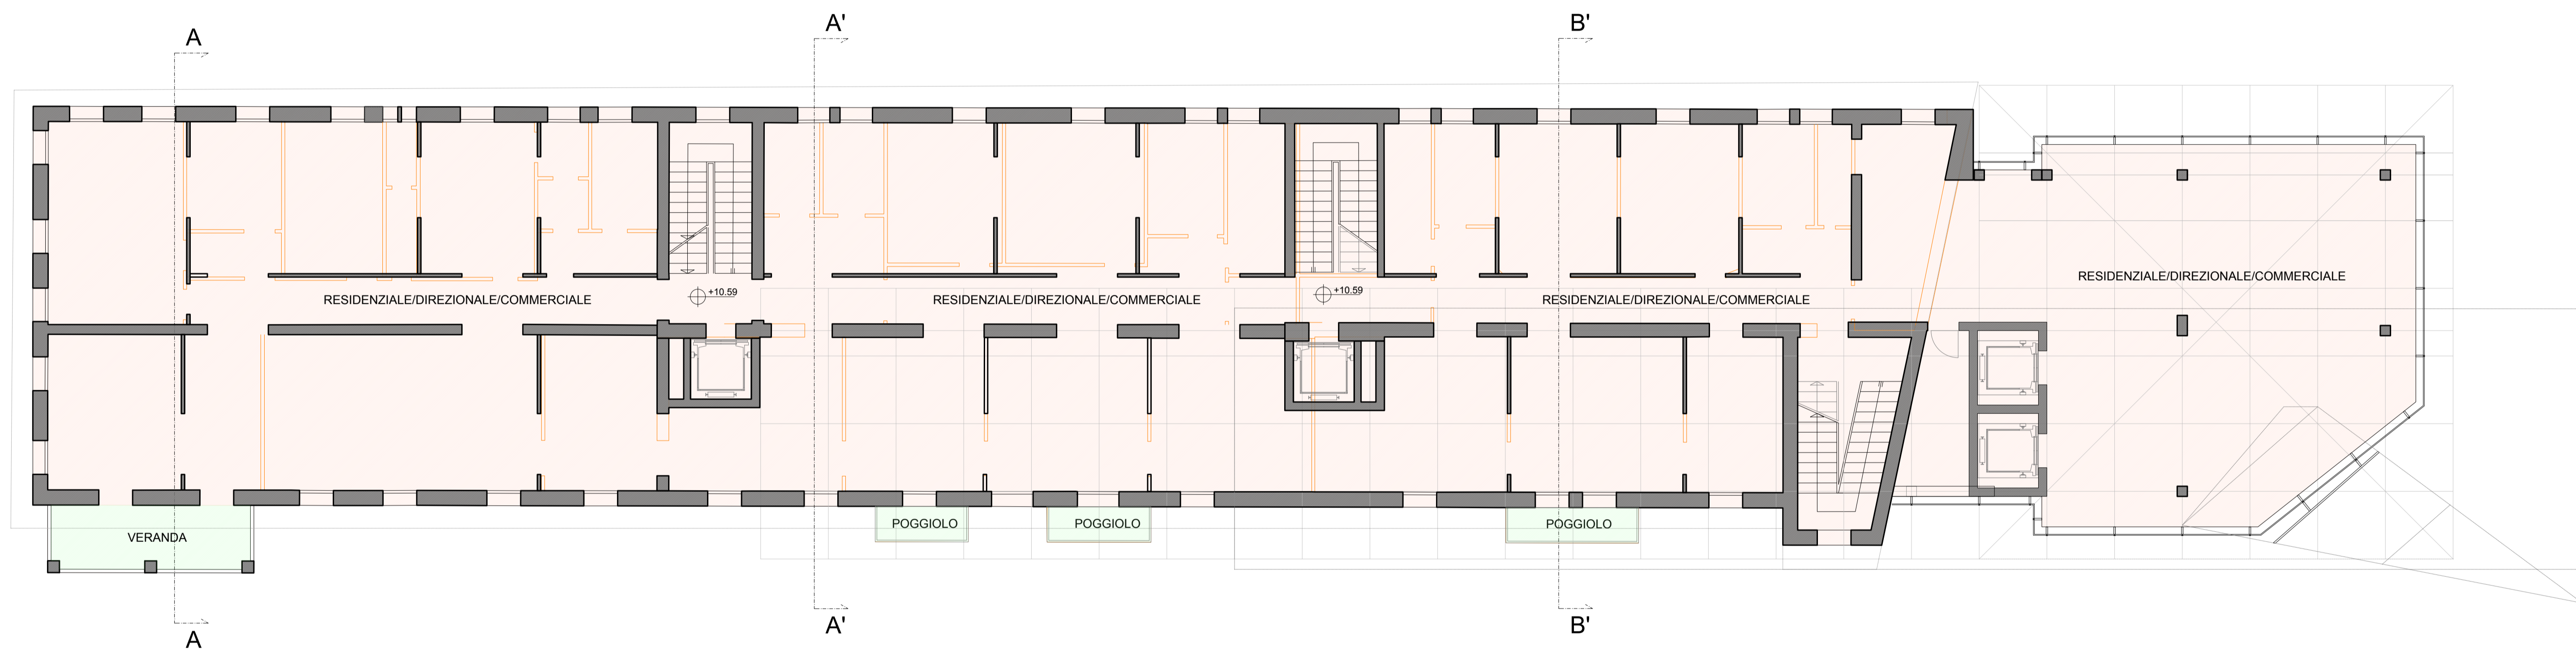 A
A'
B'
RESIDENZIALE/DIREZIONALE/COMMERCIALE
+10.59
RESIDENZIALE/DIREZIONALE/COMMERCIALE
+10.59
RESIDENZIALE/DIREZIONALE/COMMERCIALE
RESIDENZIALE/DIREZIONALE/COMMERCIALE
VERANDA
POGGIOLO
POGGIOLO
POGGIOLO
A
A'
B'